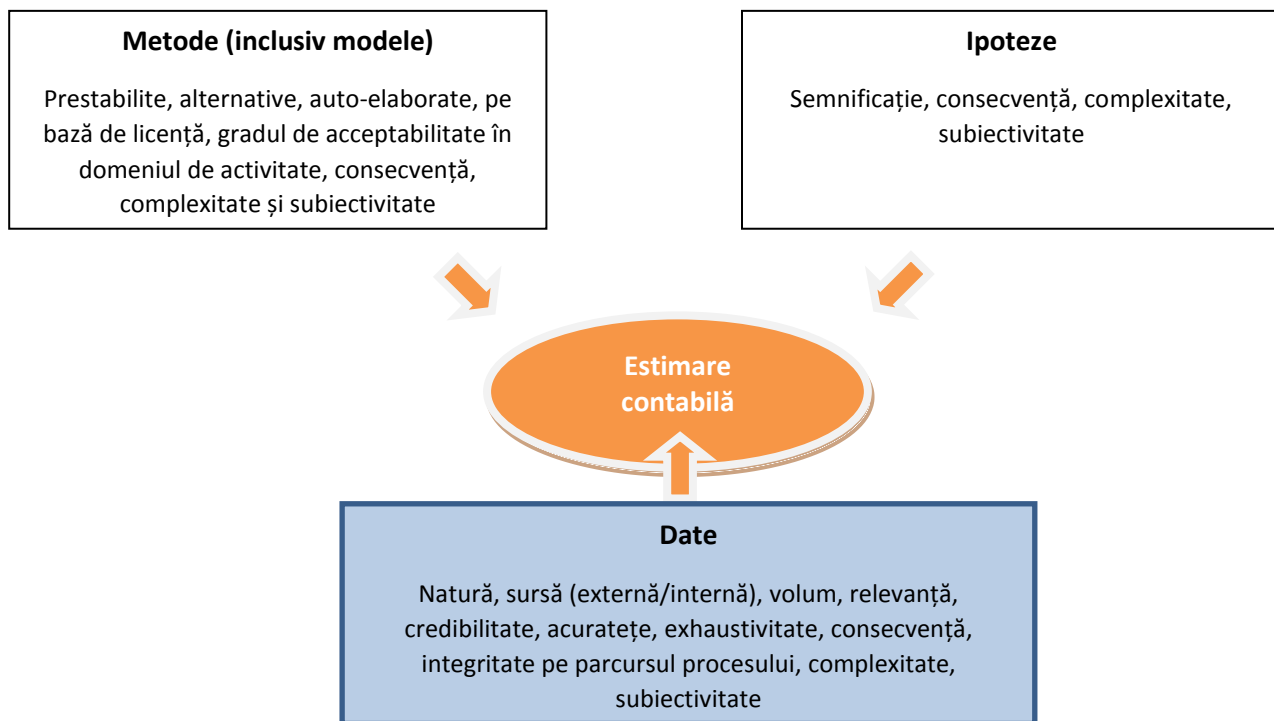 Metode (inclusiv modele)
Prestabilite, alternative, auto-elaborate, pe
bază de licență, gradul de acceptabilitate în
domeniul de activitate, consecvență,
complexitate și subiectivitate
Ipoteze
Semnificație, consecvență, complexitate,
subiectivitate
Estimare
contabilă
Date
Natură, sursă (externă/internă), volum, relevanță,
credibilitate, acuratețe, exhaustivitate, consecvență,
integritate pe parcursul procesului, complexitate,
subiectivitate